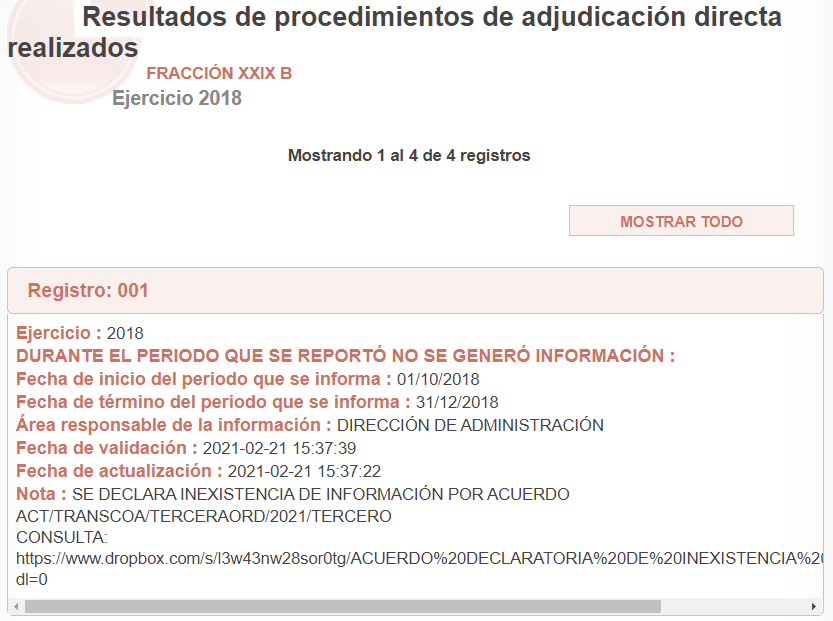 Resultados de procedimientos de adjudicación directa
realizados
FRACCIÓN XXIX B
Ejercicio 2018
Mostrando 1 al 4 de 4 registros
MOSTRAR TODO
Registro: 001
Ejercicio : 2018
DURANTE EL PERIODO QUE SE REPORTÓ NO SE GENERÓ INFORMACIÓN :
Fecha de inicio del periodo que se informa : 01/10/2018
Fecha de término del periodo que se informa : 31/12/2018
Área responsable de la información : DIRECCIÓN DE ADMINISTRACIÓN
Fecha de validación : 2021-02-21 15:37:39
Fecha de actualización : 2021-02-21 15:37:22
Nota : SE DECLARA INEXISTENCIA DE INFORMACIÓN POR ACUERDO
ACT/TRANSCOA/TERCERAORD/2021/TERCERO
CONSULTA:
https://www.dropbox.com/s/l3w43nw28sor0tg/ACUERDO%20DECLARATORIA%20DE%20INEXISTENCIA%2
dl=0